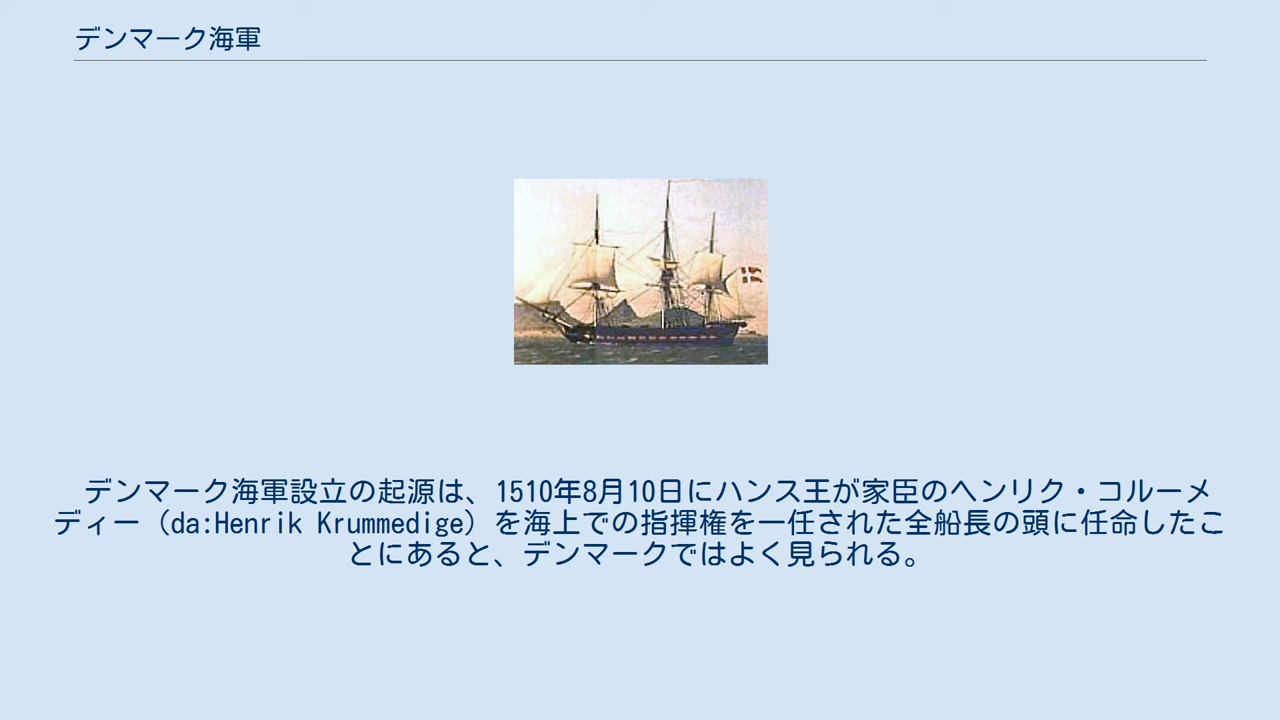 デンマーク海軍
デンマーク海軍設立の起源は、1510年8月10日にハンス王が家臣のヘンリク・コルーメ
ディー（da:Henrik Krummedige）を海上での指揮権を一任された全船長の頭に任命したこ
とにあると、デンマークではよく見られる。